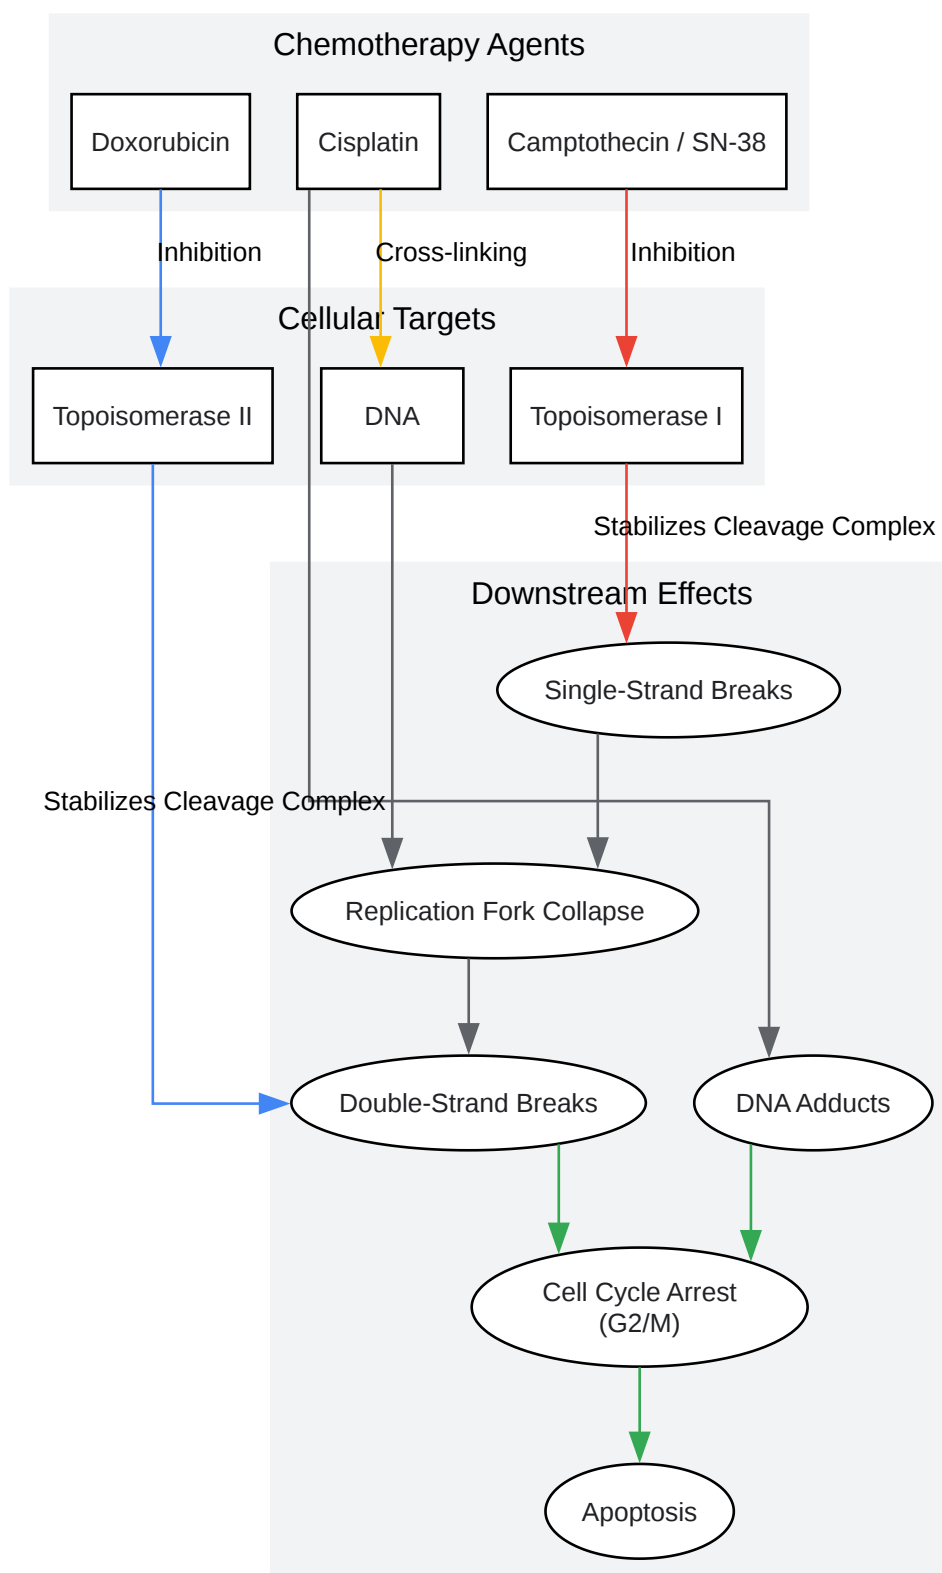 Chemotherapy Agents
Doxorubicin
Cisplatin
Camptothecin / SN-38
Inhibition
Cross-linking
Inhibition
Cellular Targets
Topoisomerase II
DNA
Topoisomerase I
Stabilizes Cleavage Complex
Downstream Effects
Single-Strand Breaks
Stabilizes Cleavage Complex
Replication Fork Collapse
Double-Strand Breaks
DNA Adducts
Cell Cycle Arrest
(G2/M)
Apoptosis